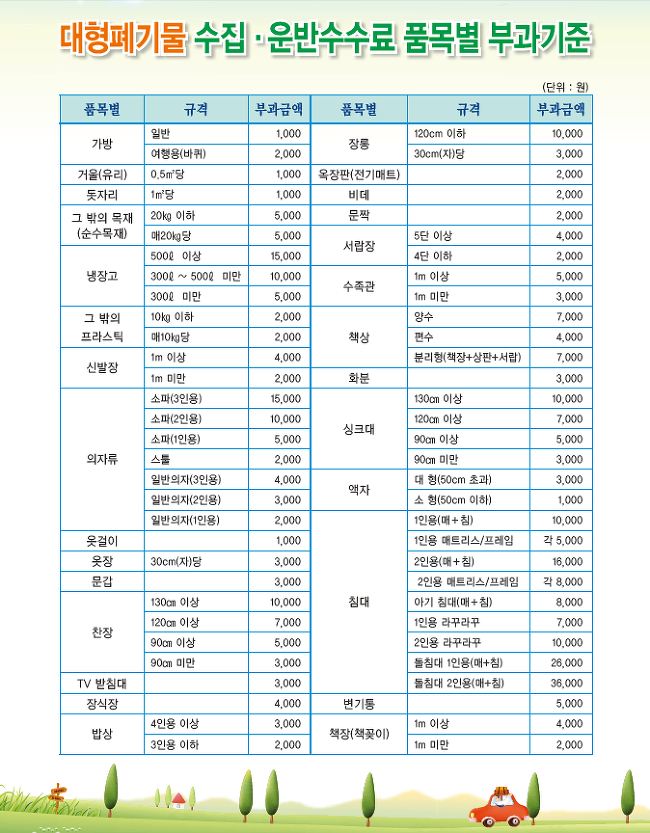 대형폐기물 수집·운반수수료 품목별 부과기준
(단위 : 원)
품목별 규격 부과금액 품목별 규격 부과금액
가방 일반 1,000 장롱 120cm 이하 10,000
여행용(바퀴) 2,000 30cm(자)당 3,000
거울(유리) 0.5㎡당 1,000 옥장판(전기매트) 2,000
돗자리 1㎡당 1,000 비데 2,000
그 밖의 목재 (순수목재) 20㎏ 이하 5,000 문짝 2,000
매20㎏당 5,000 서랍장 5단 이상 4,000
냉장고 500ℓ 이상 15,000 4단 이하 2,000
300ℓ ~ 500ℓ 미만 10,000 수족관 1m 이상 5,000
300ℓ 미만 5,000 1m 미만 3,000
그 밖의 프라스틱 10㎏ 이하 2,000 책상 양수 7,000
매10㎏당 2,000 편수 4,000
신발장 1m 이상 4,000 분리형(책장+상판+서랍) 7,000
1m 미만 2,000 화분 3,000
의자류 소파(3인용) 15,000 싱크대 130㎝ 이상 10,000
소파(2인용) 10,000 120㎝ 이상 7,000
소파(1인용) 5,000 90㎝ 이상 5,000
스툴 2,000 90㎝ 미만 3,000
일반의자(3인용) 4,000 액자 대 형(50cm 초과) 3,000
일반의자(2인용) 3,000 소 형(50cm 이하) 1,000
일반의자(1인용) 2,000 침대 1인용(매+침) 10,000
옷걸이 1,000 1인용 매트리스/프레임 각 5,000
옷장 30cm(자)당 3,000 2인용(매+침) 16,000
문갑 3,000 2인용 매트리스/프레임 각 8,000
찬장 130㎝ 이상 10,000 아기 침대(매+침) 8,000
120㎝ 이상 7,000 1인용 라꾸라꾸 7,000
90㎝ 이상 5,000 2인용 라꾸라꾸 10,000
90㎝ 미만 3,000 돌침대 1인용(매+침) 26,000
TV 받침대 3,000 돌침대 2인용(매+침) 36,000
장식장 4,000 변기통 5,000
밥상 4인용 이상 3,000 책장(책꽂이) 1m 이상 4,000
3인용 이하 2,000 1m 미만 2,000